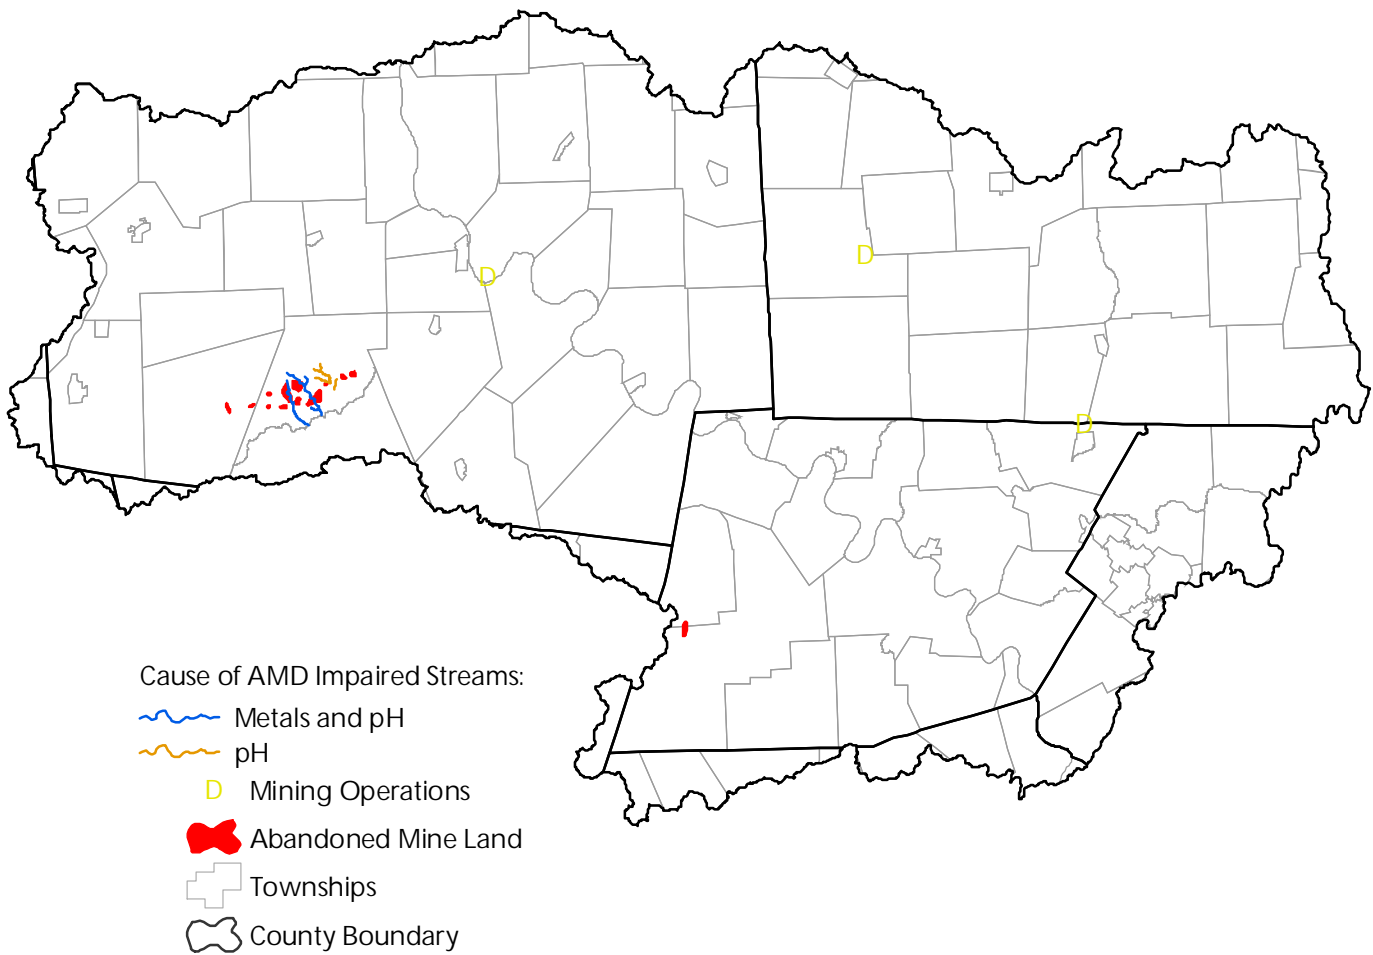 D
D
D
Cause of AMD Impaired Streams:
Metals and pH
pH
D Mining Operations
Abandoned Mine Land
Townships
County Boundary